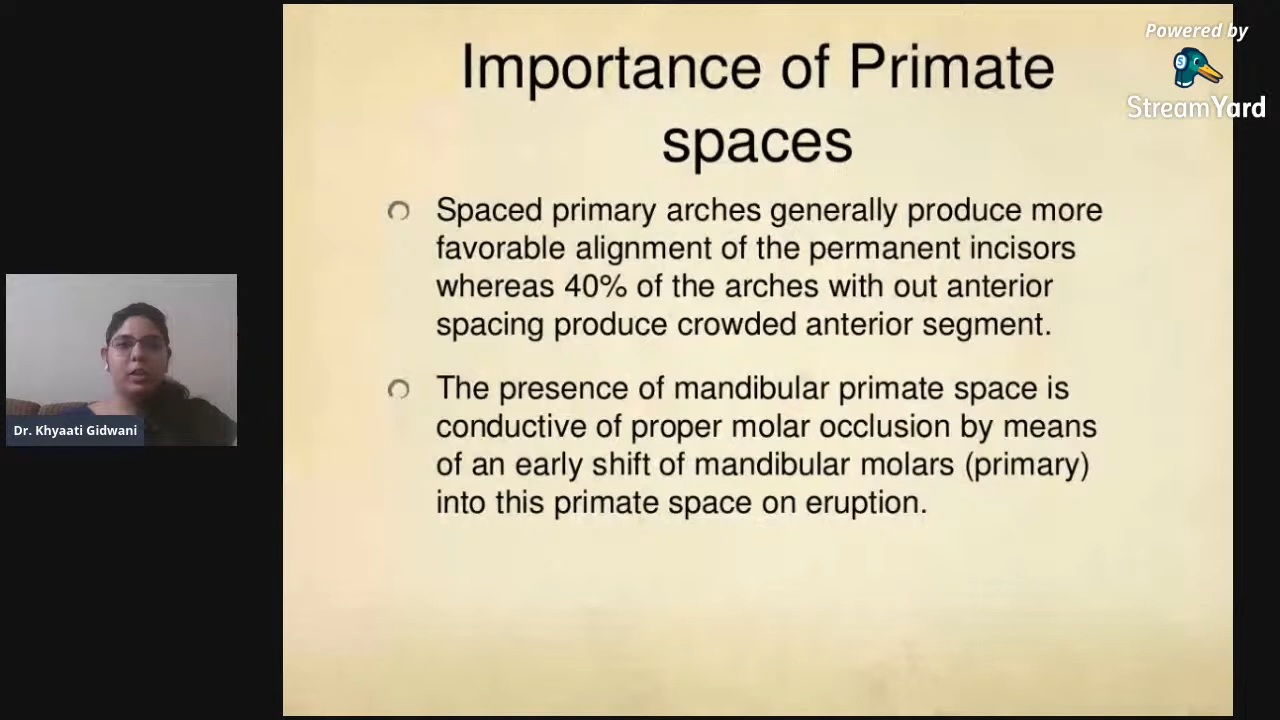 Importance of Primate
spaces
Spaced primary arches generally produce more
favorable alignment of the permanent incisors
whereas 40% of the arches with out anterior
spacing produce crowded anterior segment.
The presence of mandibular primate space is
conductive of proper molar occlusion by means
of an early shift of mandibular molars (primary)
into this primate space on eruption.
Dr. Khyaati Gidwani
Powered by
S
StreamYard